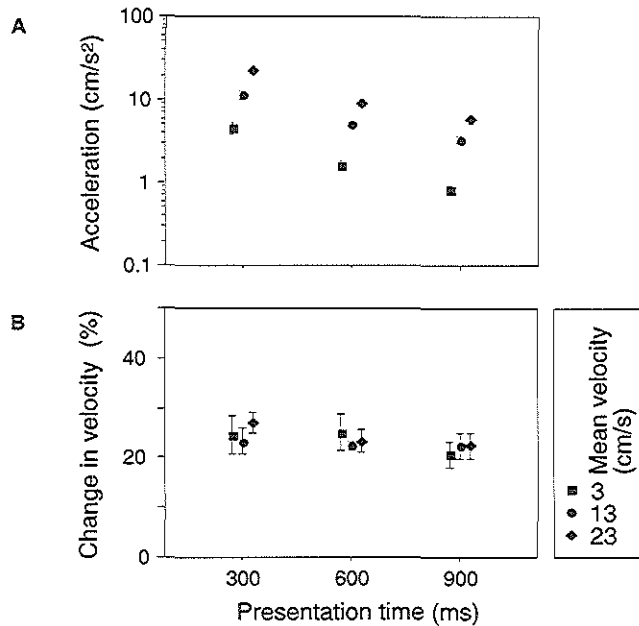 A
Acceleration (cm/s²)
100
10
1
0.1
B
Change in velocity (%)
40
20
0
300
600
900
Presentation time (ms)
Mean velocity
(cm/s)
3
13
23